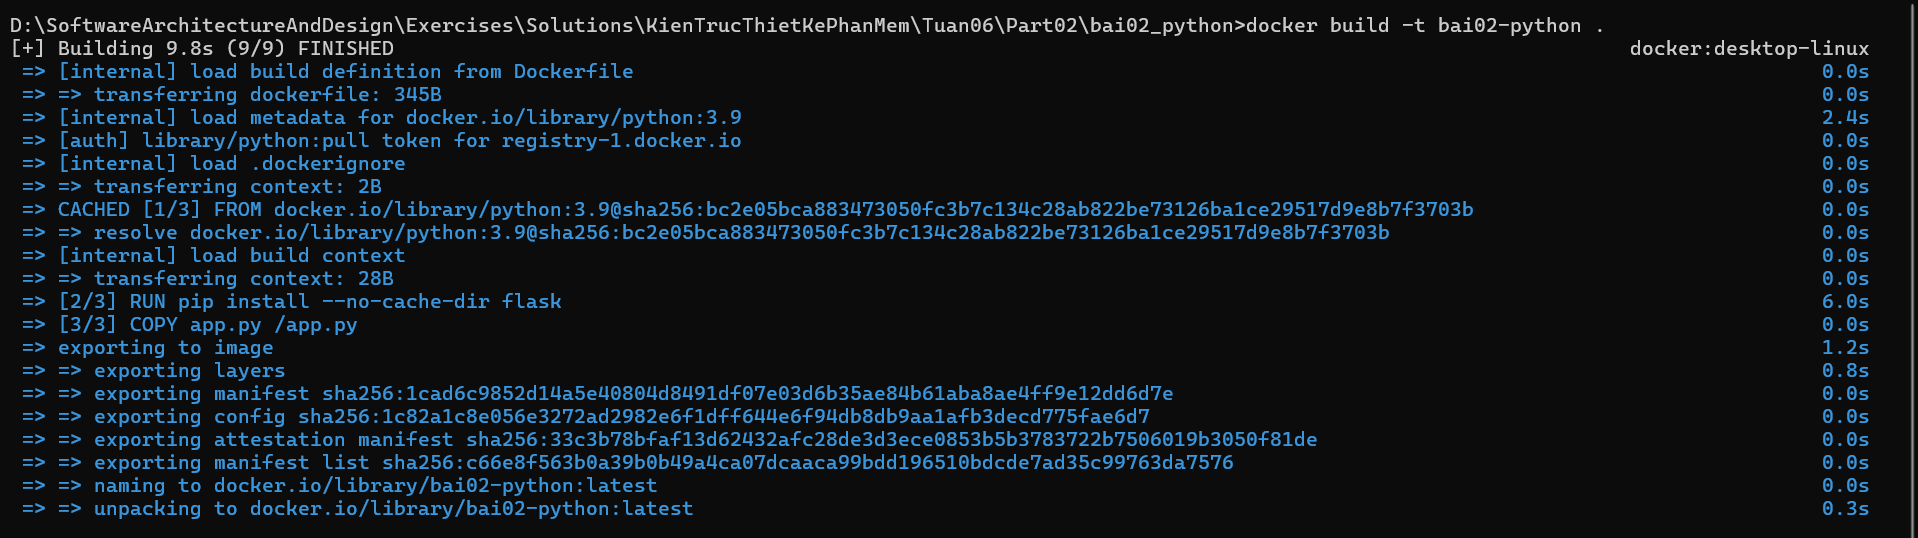 D:\SoftwareArchitectureAndDesign\Exercises\Solutions\KienTrucThietKePhanMem\Tuan06\Part02\bai02_python>docker build -t bai02-python .
[+] Building 9.8s (9/9) FINISHED docker:desktop-linux
=> [internal] load build definition from Dockerfile 0.0s
=> => transferring dockerfile: 345B 0.0s
=> [internal] load metadata for docker.io/library/python:3.9 2.4s
=> [auth] library/python:pull token for registry-1.docker.io 0.0s
=> [internal] load .dockerignore 0.0s
=> => transferring context: 2B 0.0s
=> CACHED [1/3] FROM docker.io/library/python:3.9@sha256:bc2e05bca883473050fc3b7c134c28ab822be73126ba1ce29517d9e8b7f3703b 0.0s
=> => resolve docker.io/library/python:3.9@sha256:bc2e05bca883473050fc3b7c134c28ab822be73126ba1ce29517d9e8b7f3703b 0.0s
=> [internal] load build context 0.0s
=> => transferring context: 28B 0.0s
=> [2/3] RUN pip install --no-cache-dir flask 6.0s
=> [3/3] COPY app.py /app.py 0.0s
=> exporting to image 1.2s
=> => exporting layers 0.8s
=> => exporting manifest sha256:1cad6c9852d14a5e40804d8491df07e03d6b35ae84b61aba8ae4ff9e12dd6d7e 0.0s
=> => exporting config sha256:1c82a1c8e056e3272ad2982e6f1dff644e6f94db8db9aa1afb3decd775fae6d7 0.0s
=> => exporting attestation manifest sha256:33c3b78bfaf13d62432afc28de3d3ece0853b5b3783722b7506019b3050f81de 0.0s
=> => exporting manifest list sha256:c66e8f563b0a39b0b49a4ca07dcaaca99bdd196510bdcde7ad35c99763da7576 0.0s
=> => naming to docker.io/library/bai02-python:latest 0.0s
=> => unpacking to docker.io/library/bai02-python:latest 0.3s